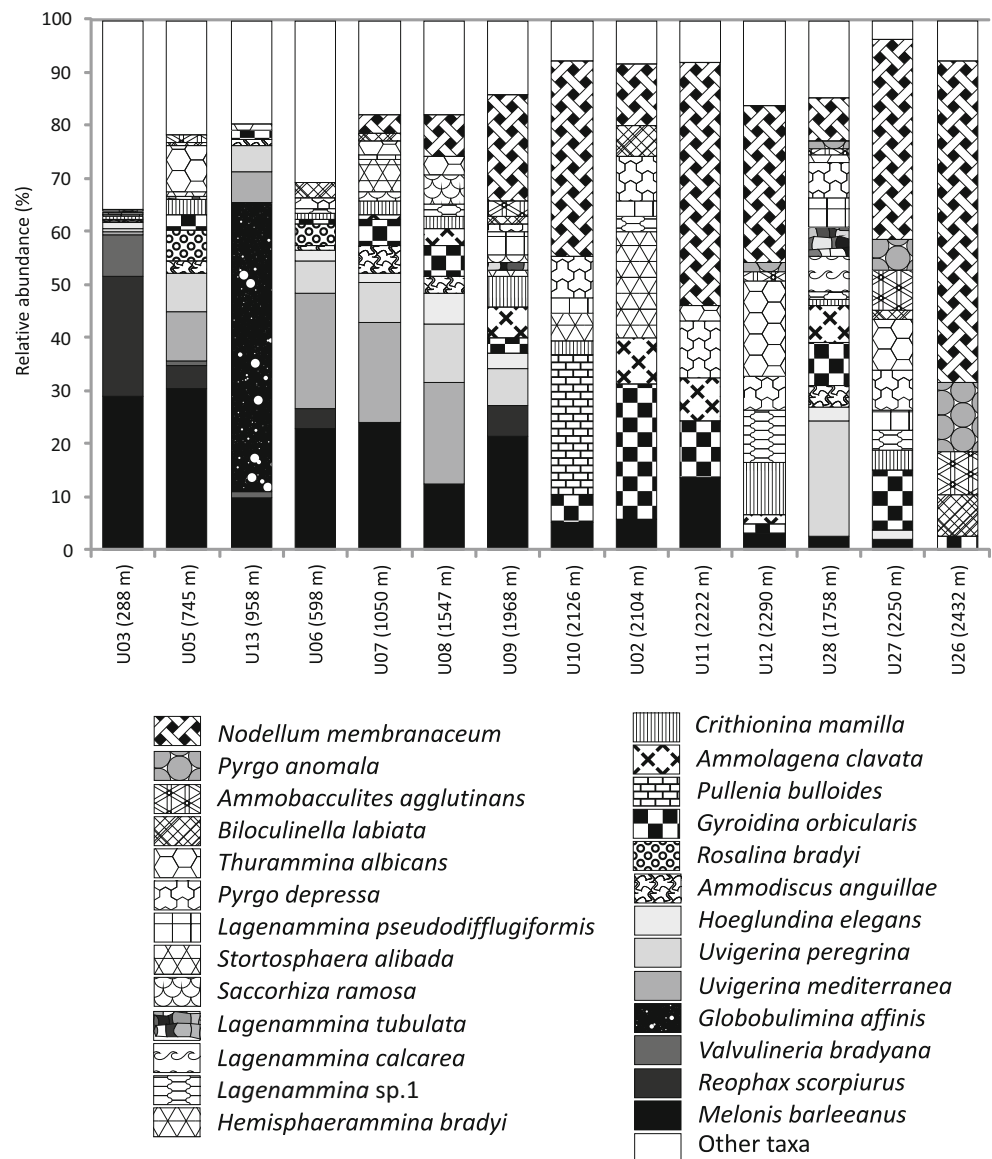 100
90
80
70
60
50
40
30
20
10
0
Relative abundance (%)
U03 (288 m)
U05 (745 m)
U13 (958 m)
U06 (598 m)
U07 (1050 m)
U08 (1547 m)
U09 (1968 m)
U10 (2126 m)
U02 (2104 m)
U11 (2222 m)
U12 (2290 m)
U28 (1758 m)
U27 (2250 m)
U26 (2432 m)
Nodellum membranaceum
Pyrgo anomala
Ammobacculites agglutinans
Biloculinella labiata
Thurammina albicans
Pyrgo depressa
Lagenammina pseudodifflugiformis
Stortosphaera alibada
Saccorhiza ramosa
Lagenammina tubulata
Lagenammina calcarea
Lagenammina sp.1
Hemisphaerammina bradyi
Crithionina mamilla
Ammolagena clavata
Pullenia bulloides
Gyroidina orbicularis
Rosalina bradyi
Ammodiscus anguillae
Hoeglundina elegans
Uvigerina peregrina
Uvigerina mediterranea
Globobulimina affinis
Valvulineria bradyana
Reophax scorpiurus
Melonis barleeanus
Other taxa